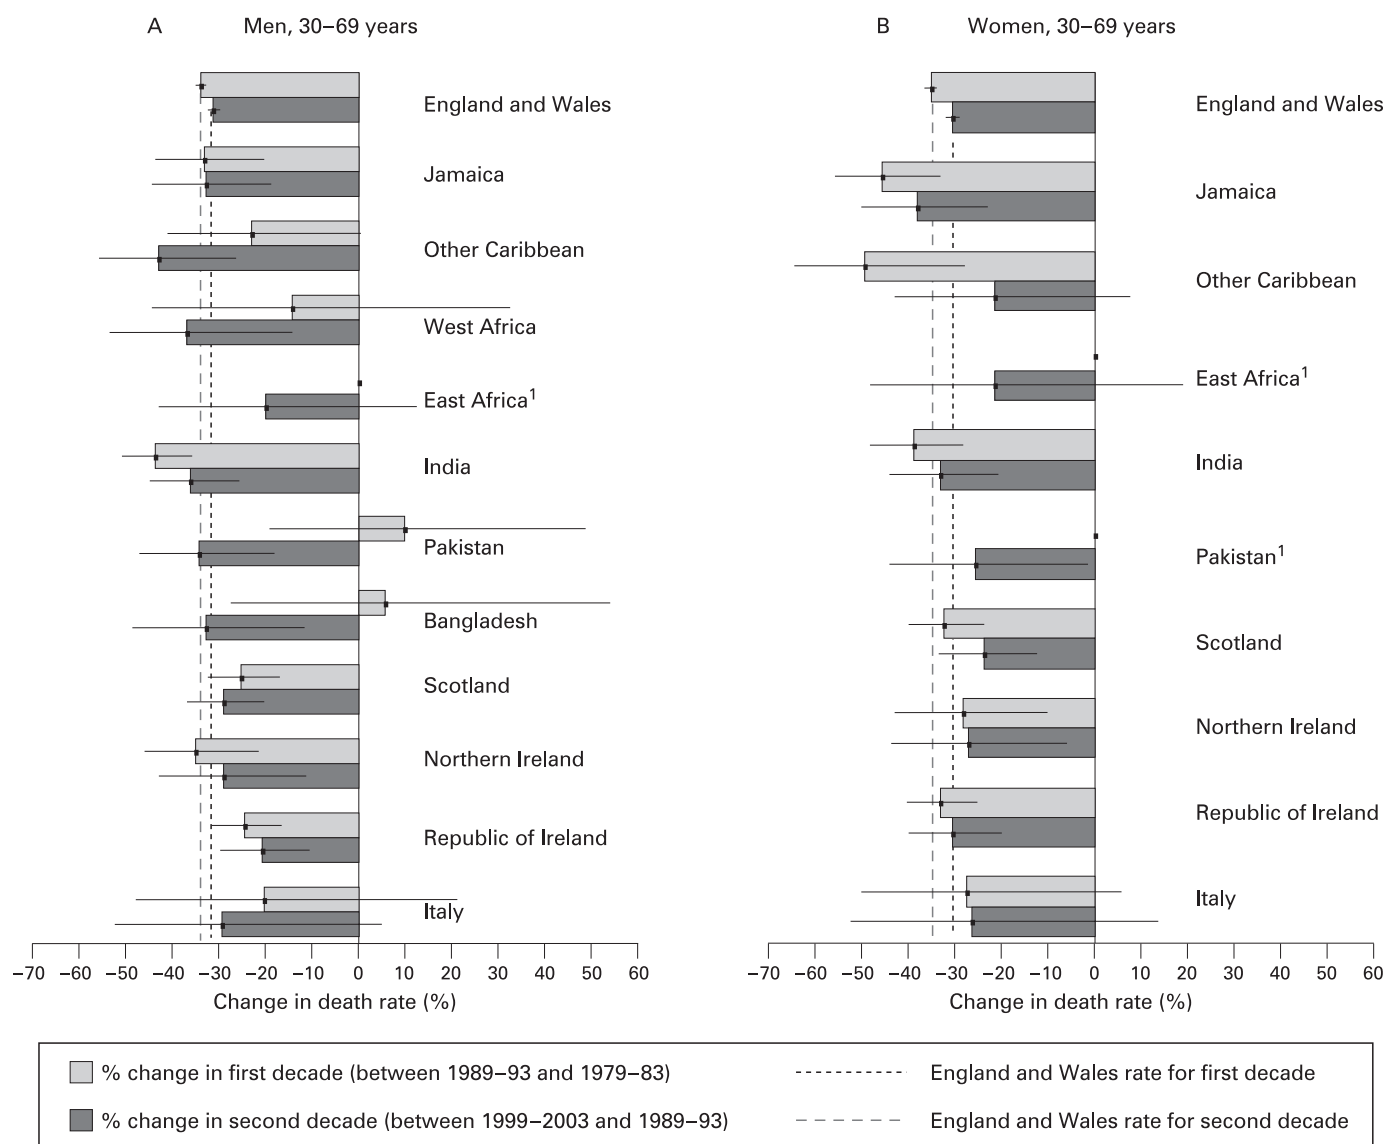 A Men, 30–69 years
England and Wales
Jamaica
Other Caribbean
West Africa
East Africa¹
India
Pakistan
Bangladesh
Scotland
Northern Ireland
Republic of Ireland
Italy
−70 −60 −50 −40 −30 −20 −10 0 10 20 30 40 50 60
Change in death rate (%)
B Women, 30–69 years
England and Wales
Jamaica
Other Caribbean
East Africa¹
India
Pakistan¹
Scotland
Northern Ireland
Republic of Ireland
Italy
−70 −60 −50 −40 −30 −20 −10 0 10 20 30 40 50 60
Change in death rate (%)
% change in first decade (between 1989–93 and 1979–83)
% change in second decade (between 1999–2003 and 1989–93)
England and Wales rate for first decade
England and Wales rate for second decade